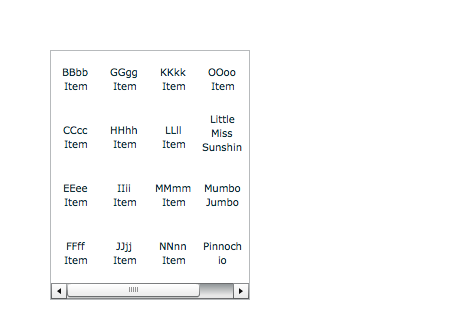 BBbb
Item
GGgg
Item
KKkk
Item
OOoo
Item
CCcc
Item
HHhh
Item
LLll
Item
Little
Miss
Sunshin
EEee
Item
IIii
Item
MMmm
Item
Mumbo
Jumbo
FFff
Item
JJjj
Item
NNnn
Item
Pinnoch
io